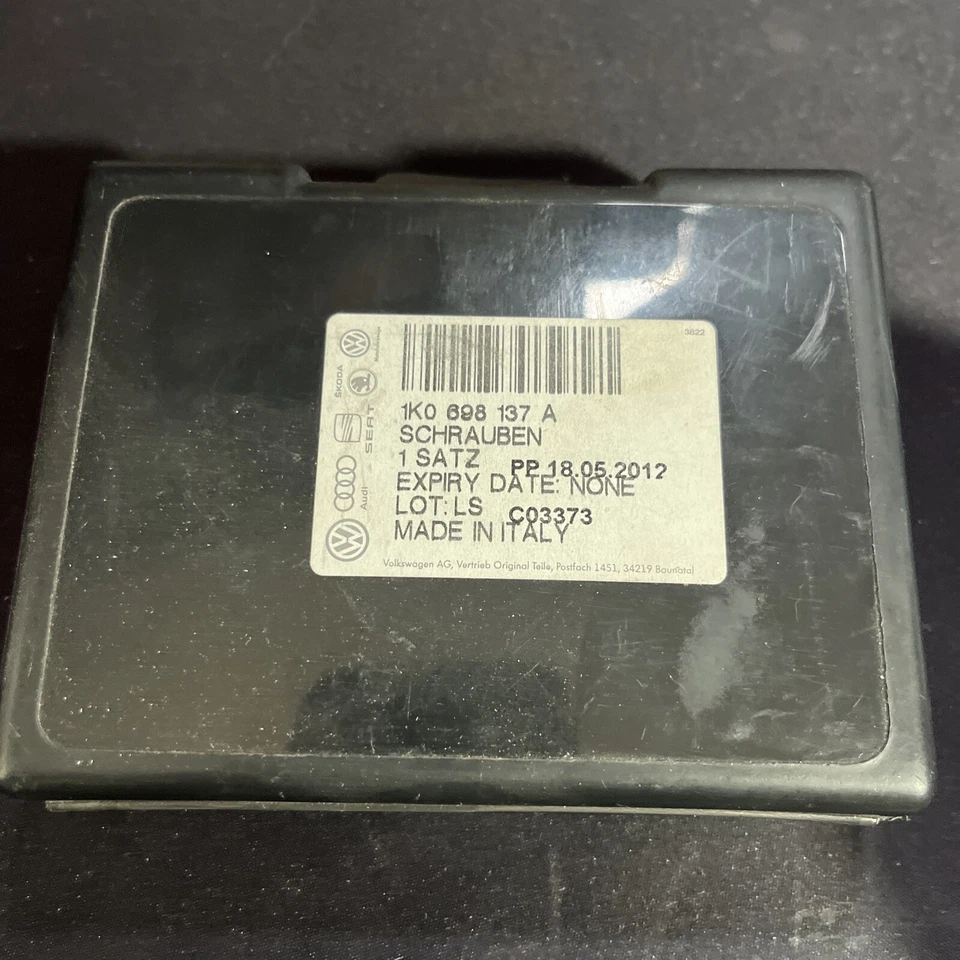 3822
1K0 698 137 A
SCHRAUBEN
1 SATZ PP 18.05.2012
EXPIRY DATE: NONE
LOT: LS C03373
MADE IN ITALY
Volkswagen AG, Vertrieb Original Teile, Postfach 1451, 34219 Baunatal
ŠKODA
SEAT
Audi